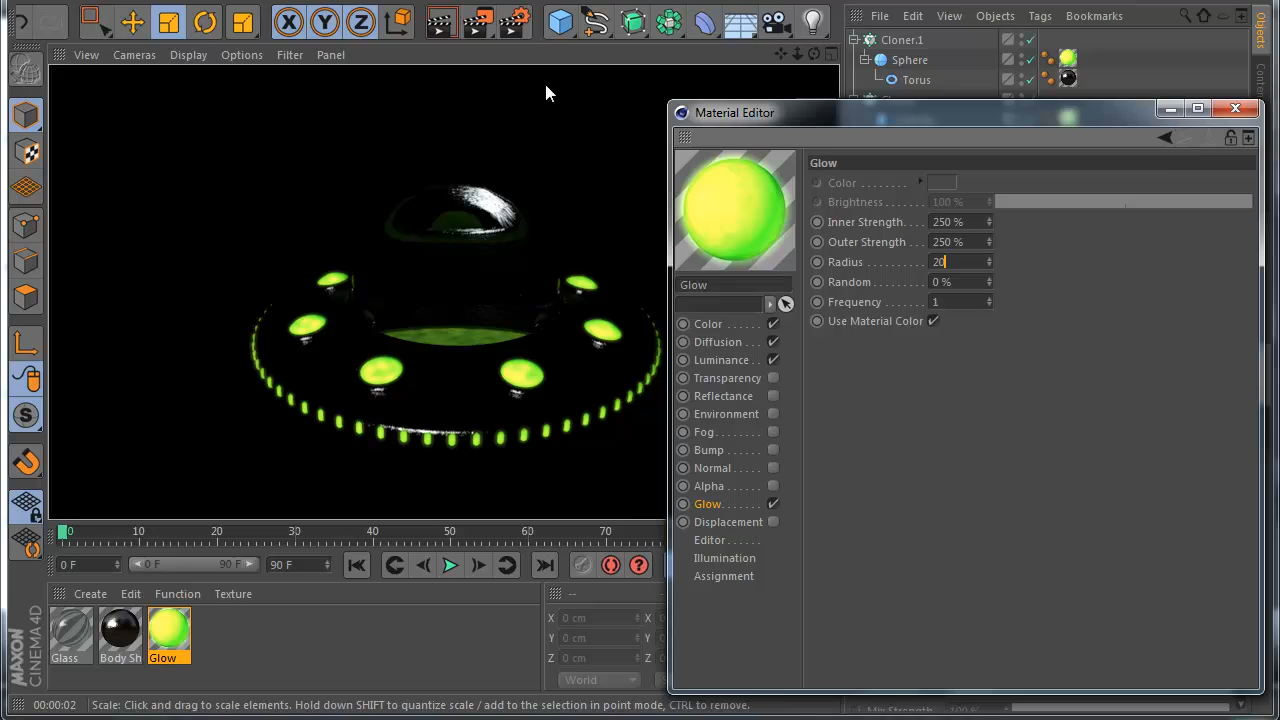 File Edit View Objects Tags Bookmarks
X Y Z
View Cameras Display Options Filter Panel
Cloner.1
Sphere
Torus
Objects
Material Editor
Glow
Color
Brightness 100 %
Inner Strength 250 %
Outer Strength 250 %
Radius 20
Random 0 %
Frequency 1
Use Material Color
Glow
Color
Diffusion
Luminance
Transparency
Reflectance
Environment
Fog
Bump
Normal
Alpha
Glow
Displacement
Editor
Illumination
Assignment
S
0 10 20 30 40 50 60 70
0 F 0 F 90 F 90 F
Create Edit Function Texture
--
X 0 cm X
Y 0 cm Y
Z 0 cm Z
World
Glass Body Sh Glow
MAXON
CINEMA 4D
00:00:02 Scale: Click and drag to scale elements. Hold down SHIFT to quantize scale / add to the selection in point mode, CTRL to remove.